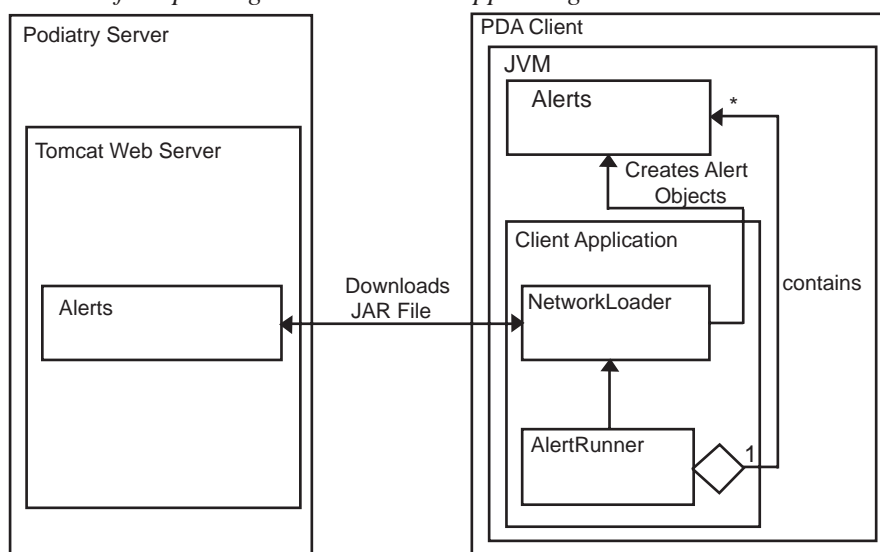 Podiatry Server
Tomcat Web Server
Alerts
Downloads
JAR File
PDA Client
JVM
Alerts
*
Creates Alert
Objects
Client Application
NetworkLoader
contains
AlertRunner
1